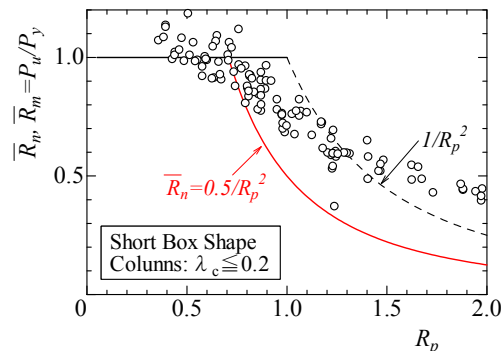 R̅n, R̅m=Pu/Py
1.0
0.5
0
0.5
1.0
1.5
2.0
Rp
1/Rp²
R̅n=0.5/Rp²
Short Box Shape
Columns: λc≦0.2